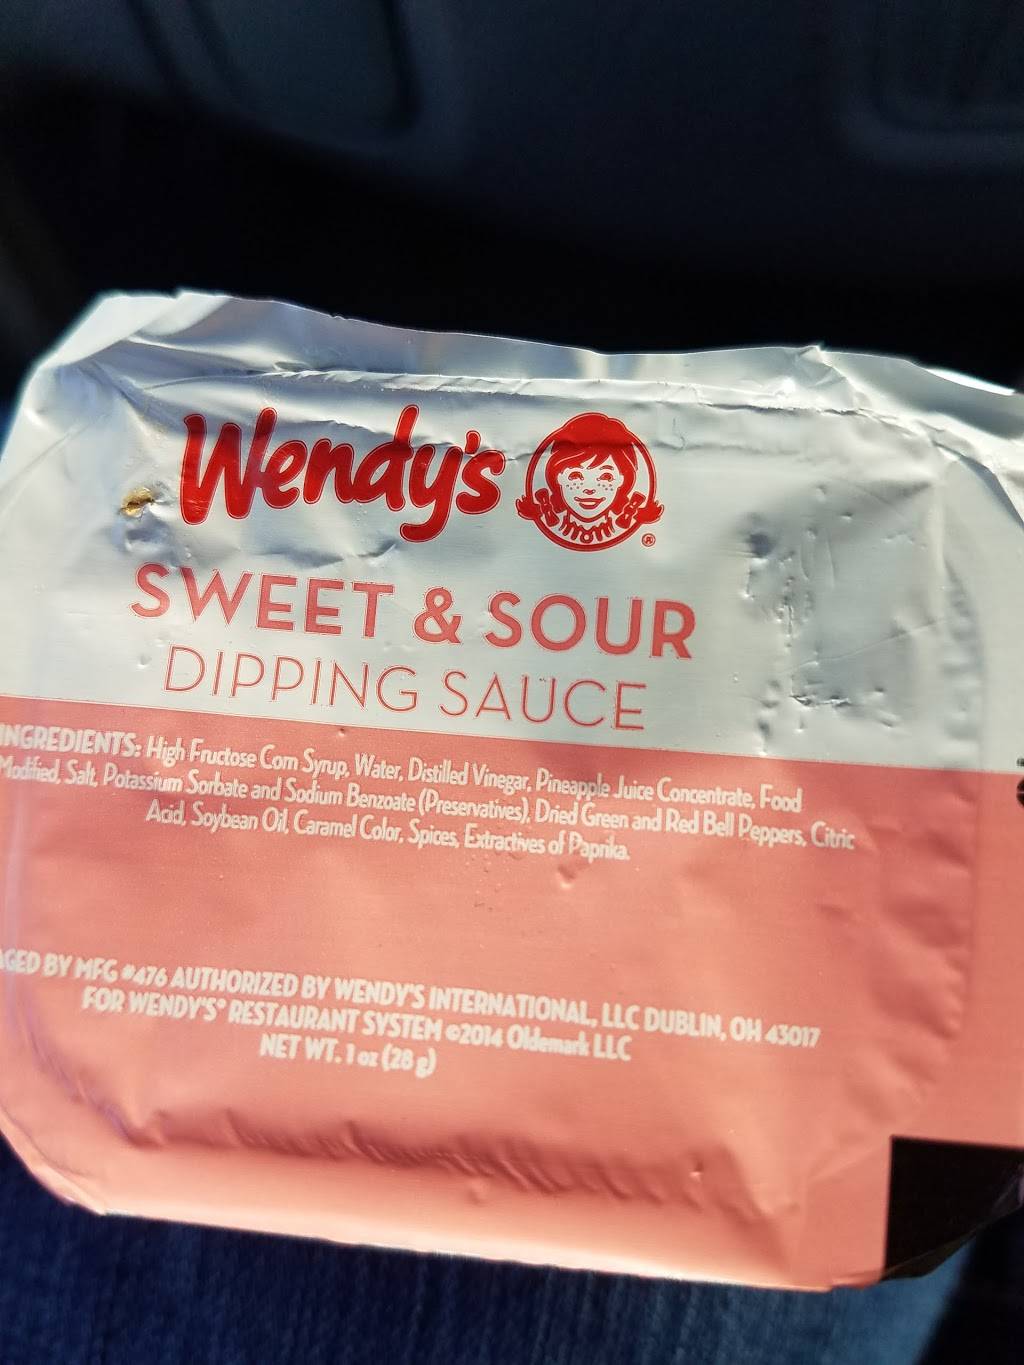 Wendy's
®
SWEET & SOUR
DIPPING SAUCE
INGREDIENTS: High Fructose Corn Syrup, Water, Distilled Vinegar, Pineapple Juice Concentrate, Food
Modified, Salt, Potassium Sorbate and Sodium Benzoate (Preservatives), Dried Green and Red Bell Peppers, Citric
Acid, Soybean Oil, Caramel Color, Spices, Extractives of Paprika.
AGED BY MFG #476 AUTHORIZED BY WENDY'S INTERNATIONAL, LLC DUBLIN, OH 43017
FOR WENDY'S® RESTAURANT SYSTEM ©2014 Oldemark LLC
NET WT. 1 oz (28 g)